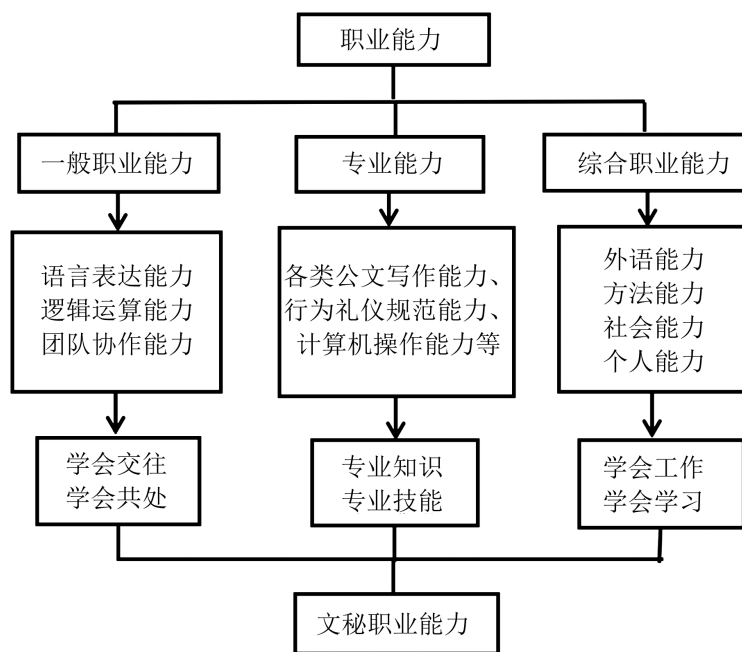 职业能力
一般职业能力
专业能力
综合职业能力
语言表达能力
逻辑运算能力
团队协作能力
各类公文写作能力、
行为礼仪规范能力、
计算机操作能力等
外语能力
方法能力
社会能力
个人能力
学会交往
学会共处
专业知识
专业技能
学会工作
学会学习
文秘职业能力